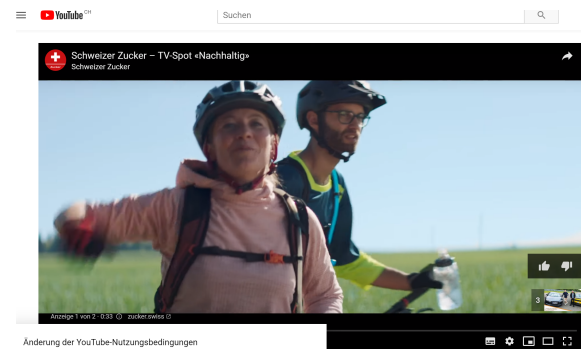 YouTube CH
Suchen
Schweizer Zucker – TV-Spot «Nachhaltig»
Schweizer Zucker
3
Anzeige 1 von 2 · 0:33 zucker.swiss
Änderung der YouTube-Nutzungsbedingungen